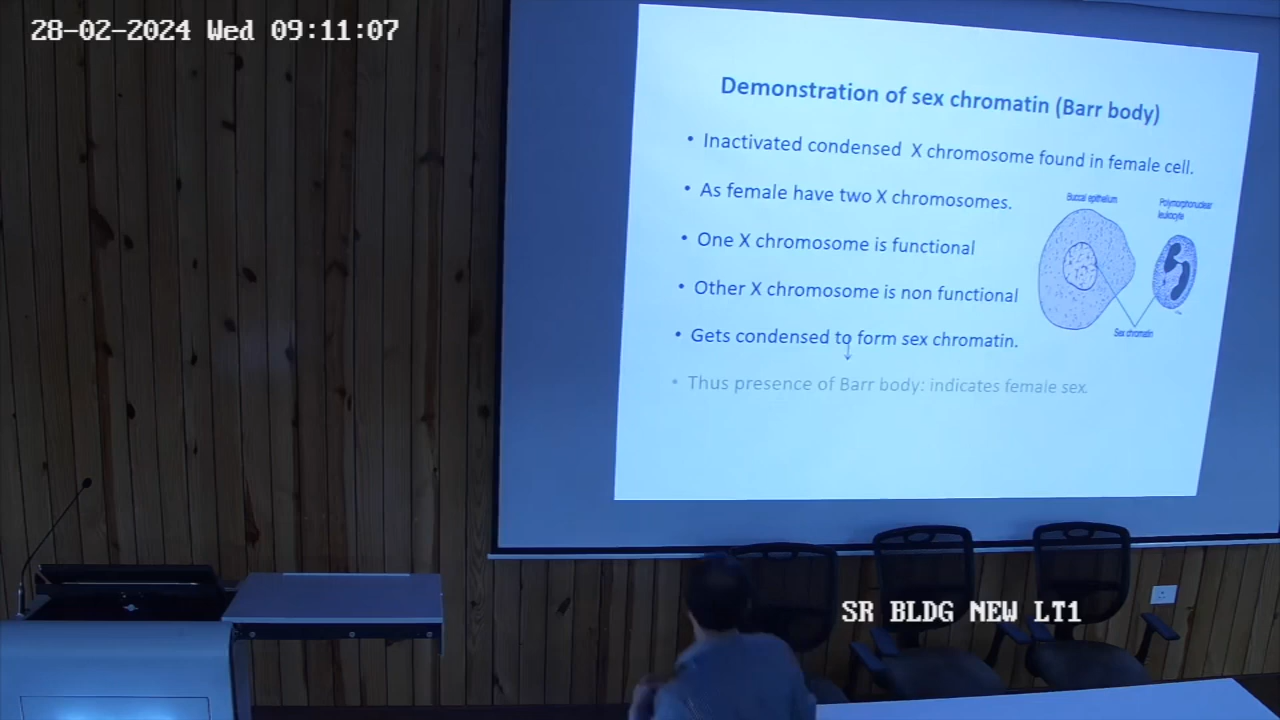 28-02-2024 Wed 09:11:07
Demonstration of sex chromatin (Barr body)
• Inactivated condensed X chromosome found in female cell.
• As female have two X chromosomes.
• One X chromosome is functional
• Other X chromosome is non functional
• Gets condensed to form sex chromatin.
• Thus presence of Barr body: indicates female sex.
Buccal epithelium
Polymorphonuclear
leukocyte
Sex chromatin
SR BLDG NEW LT1